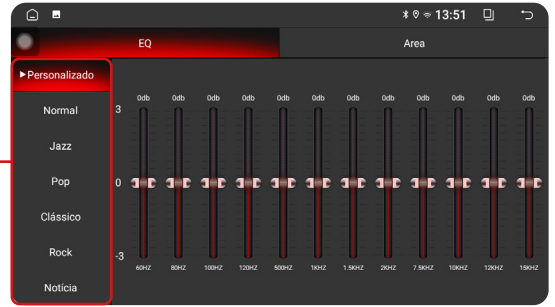 13:51
EQ Area
Personalizado
Normal
Jazz
Pop
Clássico
Rock
Notícia
0db 0db 0db 0db 0db 0db 0db 0db 0db 0db 0db 0db
3
0
-3
60HZ 80HZ 100HZ 120HZ 500HZ 1KHZ 1.5KHZ 2KHZ 7.5KHZ 10KHZ 12KHZ 15KHZ